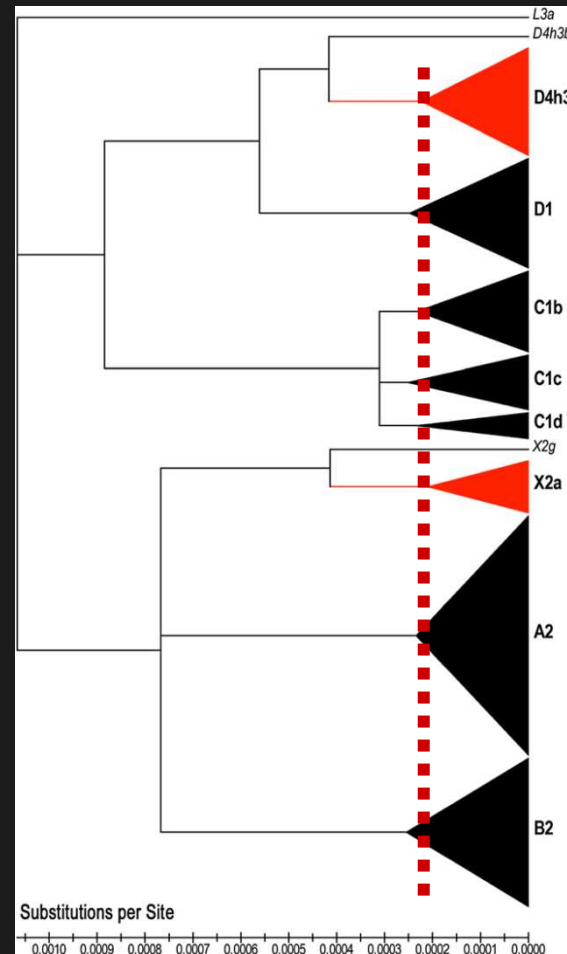 L3a
D4h3b
D4h3
D1
C1b
C1c
C1d
X2g
X2a
A2
B2
Substitutions per Site
0.0010 0.0009 0.0008 0.0007 0.0006 0.0005 0.0004 0.0003 0.0002 0.0001 0.0000